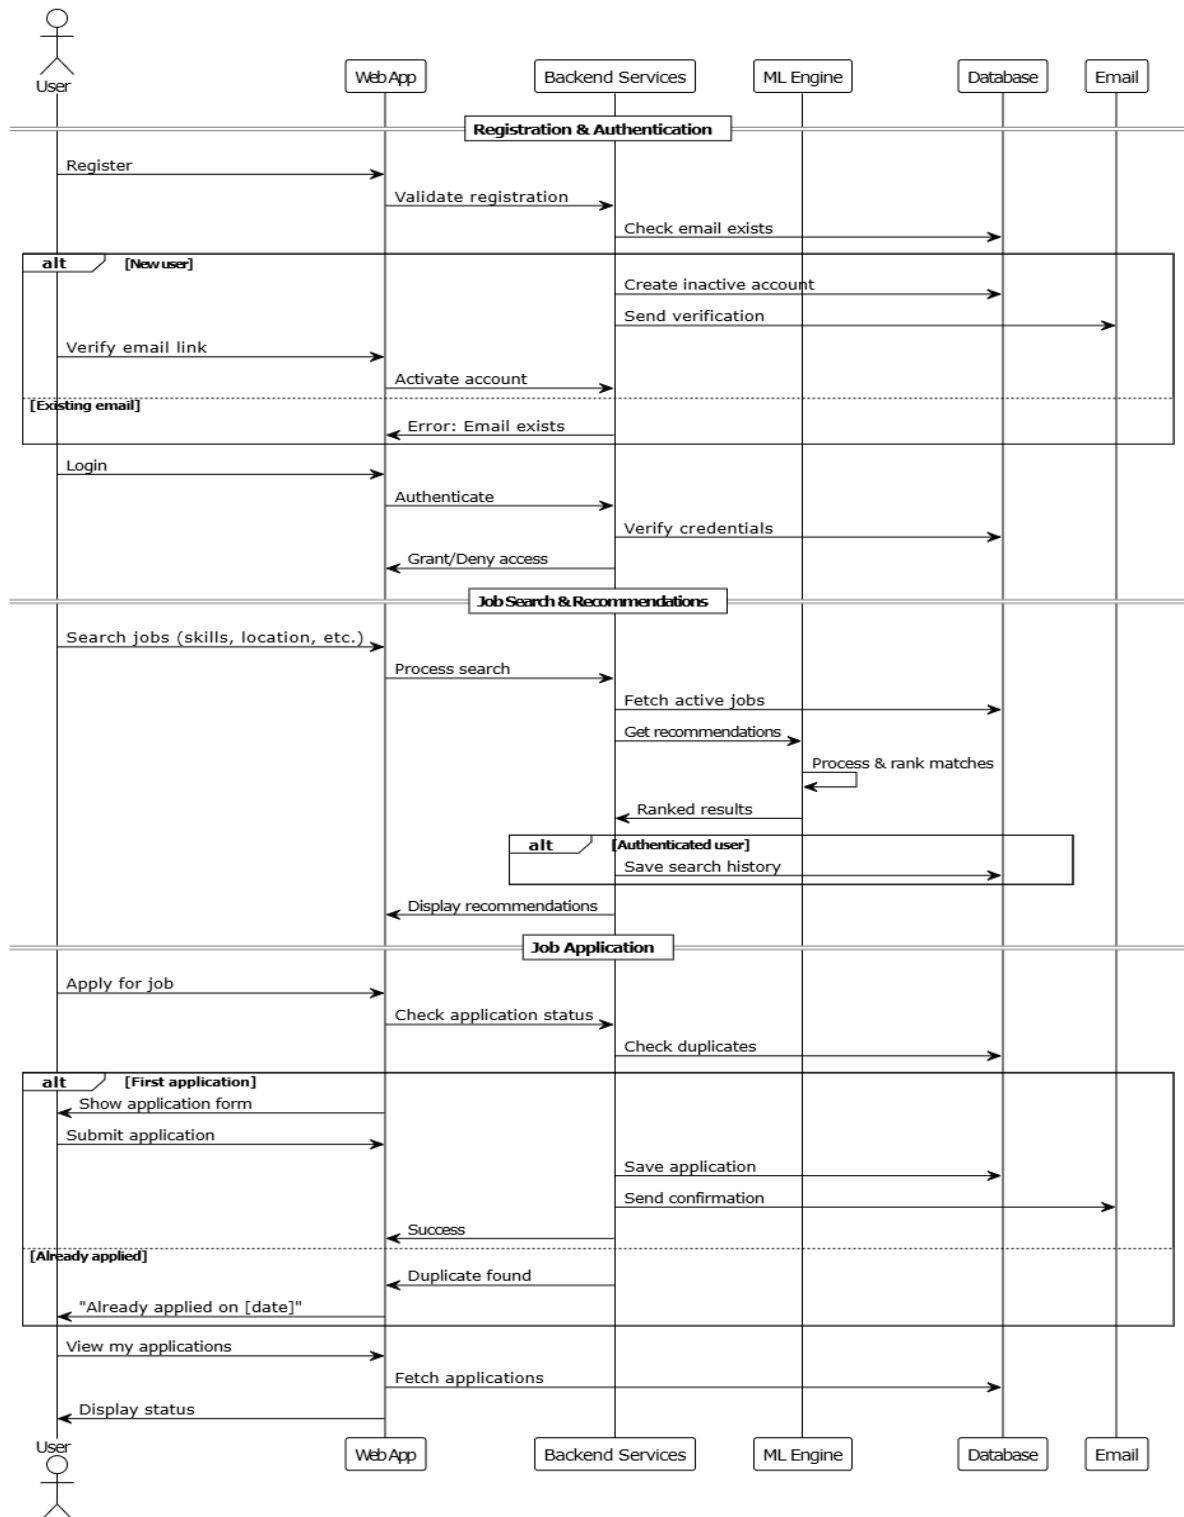 User
Web App
Backend Services
ML Engine
Database
Email
Registration & Authentication
Register
Validate registration
Check email exists
alt
[New user]
Create inactive account
Send verification
Verify email link
Activate account
[Existing email]
Error: Email exists
Login
Authenticate
Verify credentials
Grant/Deny access
Job Search & Recommendations
Search jobs (skills, location, etc.)
Process search
Fetch active jobs
Get recommendations
Process & rank matches
Ranked results
alt
[Authenticated user]
Save search history
Display recommendations
Job Application
Apply for job
Check application status
Check duplicates
alt
[First application]
Show application form
Submit application
Save application
Send confirmation
Success
[Already applied]
Duplicate found
"Already applied on [date]"
View my applications
Fetch applications
Display status
User
Web App
Backend Services
ML Engine
Database
Email